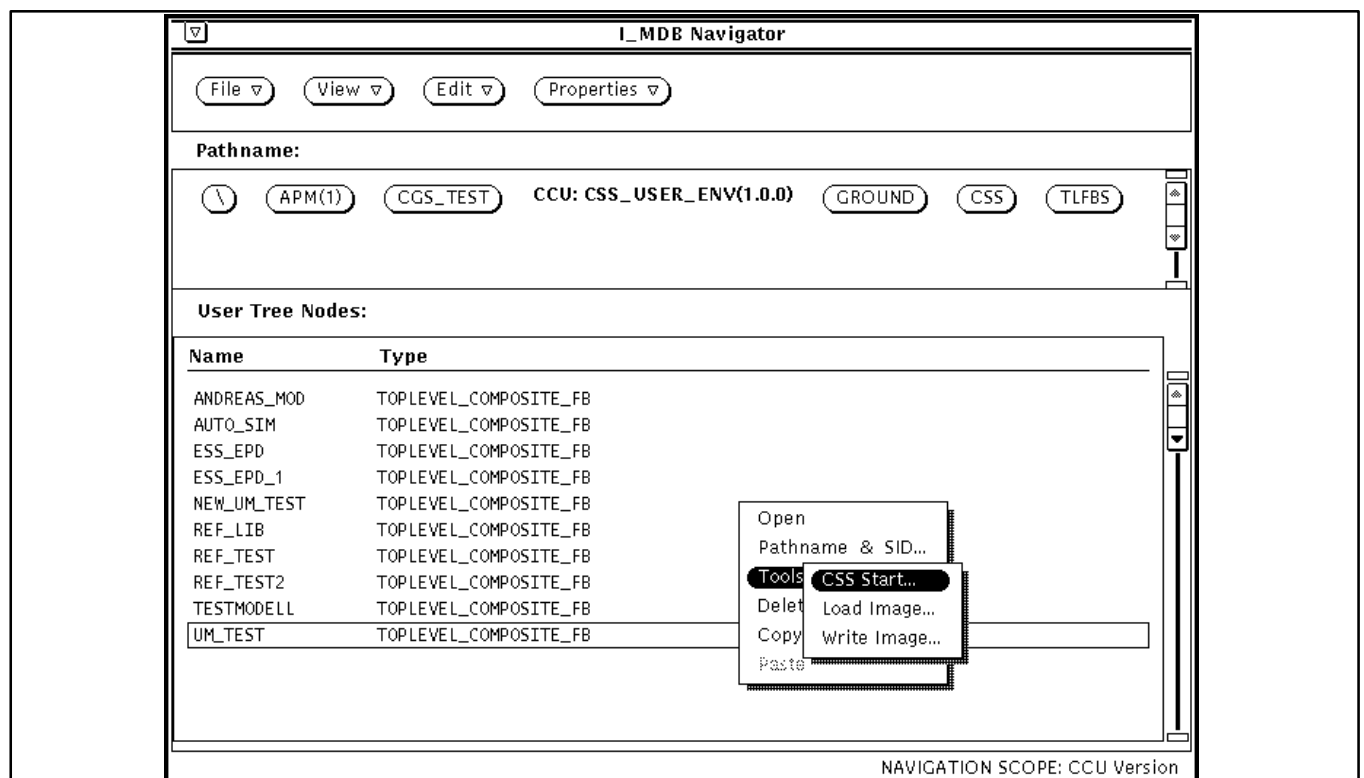 I_MDB Navigator
File View Edit Properties
Pathname:
\ APM(1) CGS_TEST CCU: CSS_USER_ENV(1.0.0) GROUND CSS TLFBS
User Tree Nodes:
Name Type
ANDREAS_MOD TOPLEVEL_COMPOSITE_FB
AUTO_SIM TOPLEVEL_COMPOSITE_FB
ESS_EPD TOPLEVEL_COMPOSITE_FB
ESS_EPD_1 TOPLEVEL_COMPOSITE_FB
NEW_UM_TEST TOPLEVEL_COMPOSITE_FB
REF_LIB TOPLEVEL_COMPOSITE_FB
REF_TEST TOPLEVEL_COMPOSITE_FB
REF_TEST2 TOPLEVEL_COMPOSITE_FB
TESTMODELL TOPLEVEL_COMPOSITE_FB
UM_TEST TOPLEVEL_COMPOSITE_FB
Open
Pathname & SID...
Tools
Delet
Copy
Paste
CSS Start...
Load Image...
Write Image...
NAVIGATION SCOPE: CCU Version